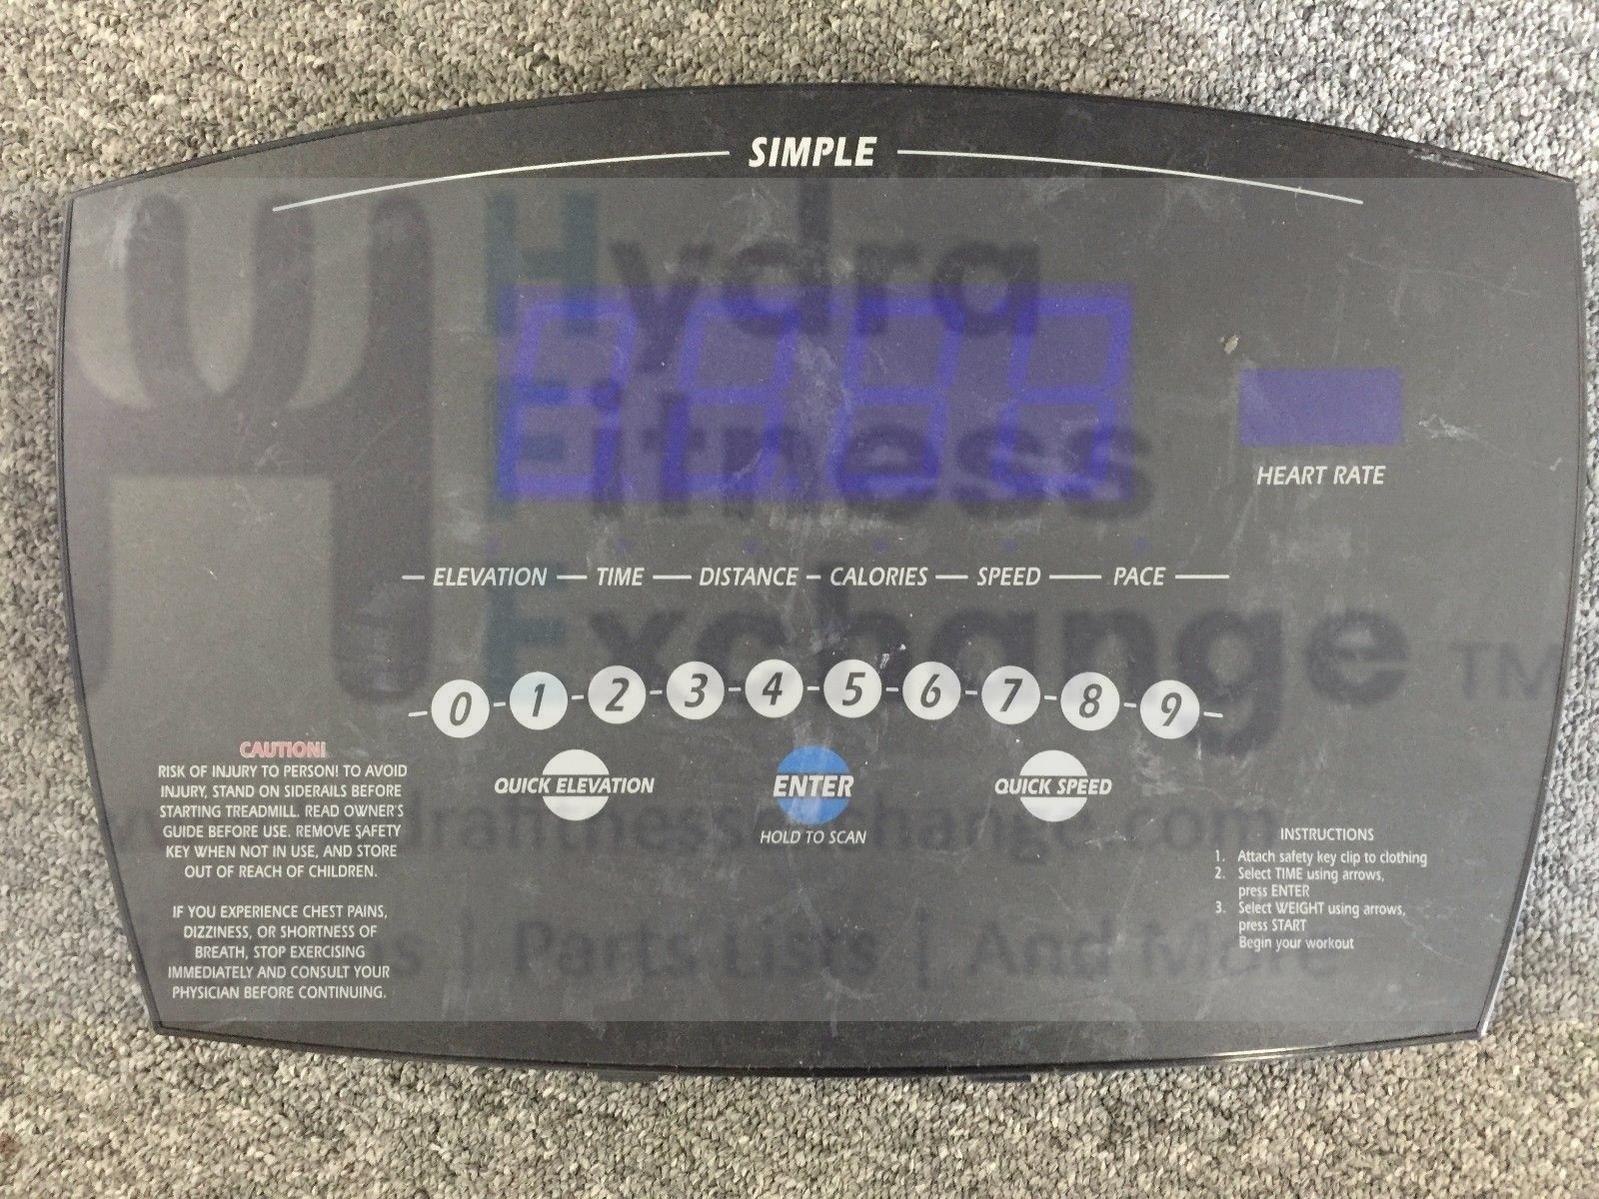 SIMPLE
Hydra
Fitness
HEART RATE
ELEVATION TIME DISTANCE CALORIES SPEED PACE
Exchange TM
0 1 2 3 4 5 6 7 8 9
CAUTION!
RISK OF INJURY TO PERSON! TO AVOID
INJURY, STAND ON SIDERAILS BEFORE
STARTING TREADMILL. READ OWNER'S
GUIDE BEFORE USE. REMOVE SAFETY
KEY WHEN NOT IN USE, AND STORE
OUT OF REACH OF CHILDREN.
IF YOU EXPERIENCE CHEST PAINS,
DIZZINESS, OR SHORTNESS OF
BREATH, STOP EXERCISING
IMMEDIATELY AND CONSULT YOUR
PHYSICIAN BEFORE CONTINUING.
QUICK ELEVATION ENTER QUICK SPEED
HOLD TO SCAN
INSTRUCTIONS
1. Attach safety key clip to clothing
2. Select TIME using arrows,
press ENTER
3. Select WEIGHT using arrows,
press START
Begin your workout
| Parts Lists | And More